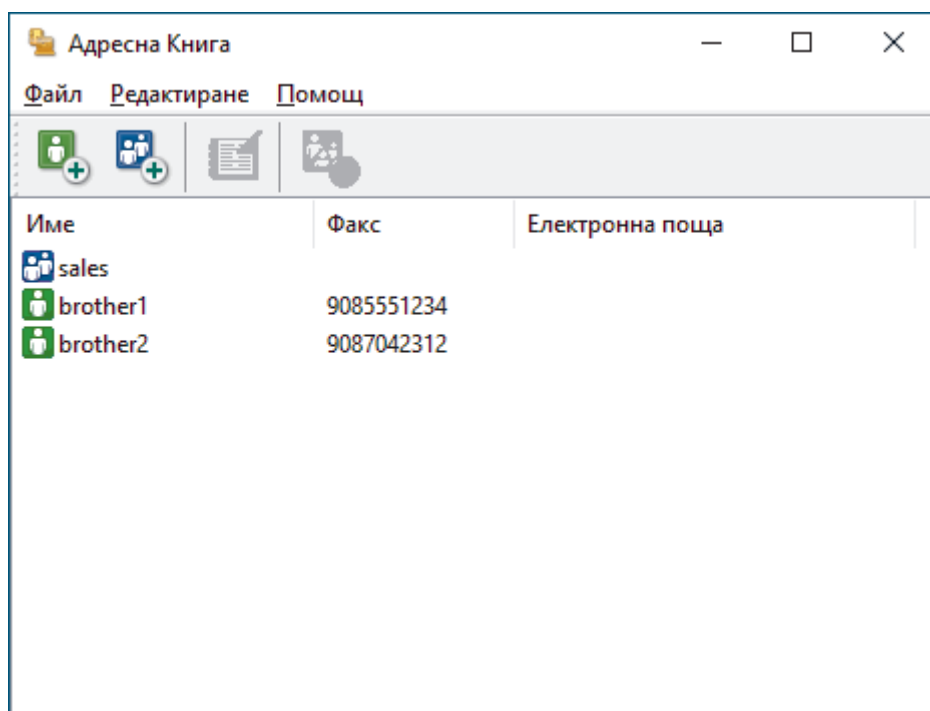 Адресна Книга
Файл Редактиране Помощ
Име Факс Електронна поща
sales
brother1 9085551234
brother2 9087042312